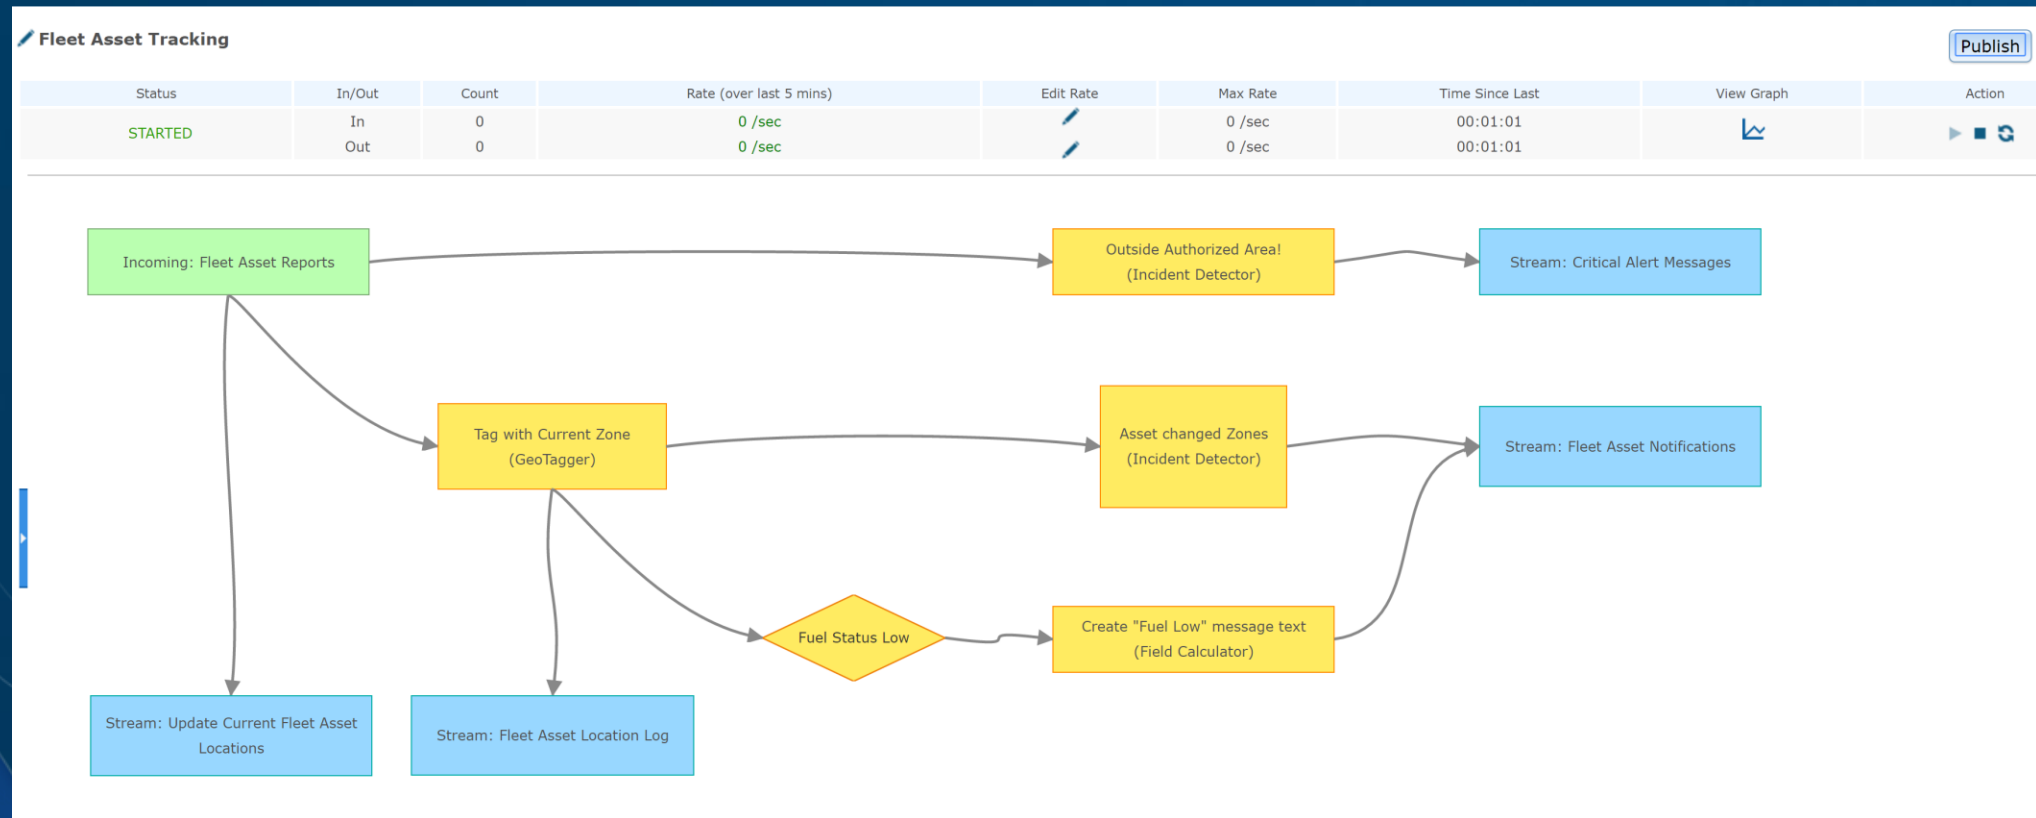 Fleet Asset Tracking
Publish
Status In/Out Count Rate (over last 5 mins) Edit Rate Max Rate Time Since Last View Graph Action
STARTED
In 0 0 /sec 0 /sec 00:01:01
Out 0 0 /sec 0 /sec 00:01:01
Incoming: Fleet Asset Reports
Outside Authorized Area!
(Incident Detector)
Stream: Critical Alert Messages
Tag with Current Zone
(GeoTagger)
Asset changed Zones
(Incident Detector)
Stream: Fleet Asset Notifications
Fuel Status Low
Create "Fuel Low" message text
(Field Calculator)
Stream: Update Current Fleet Asset
Locations
Stream: Fleet Asset Location Log